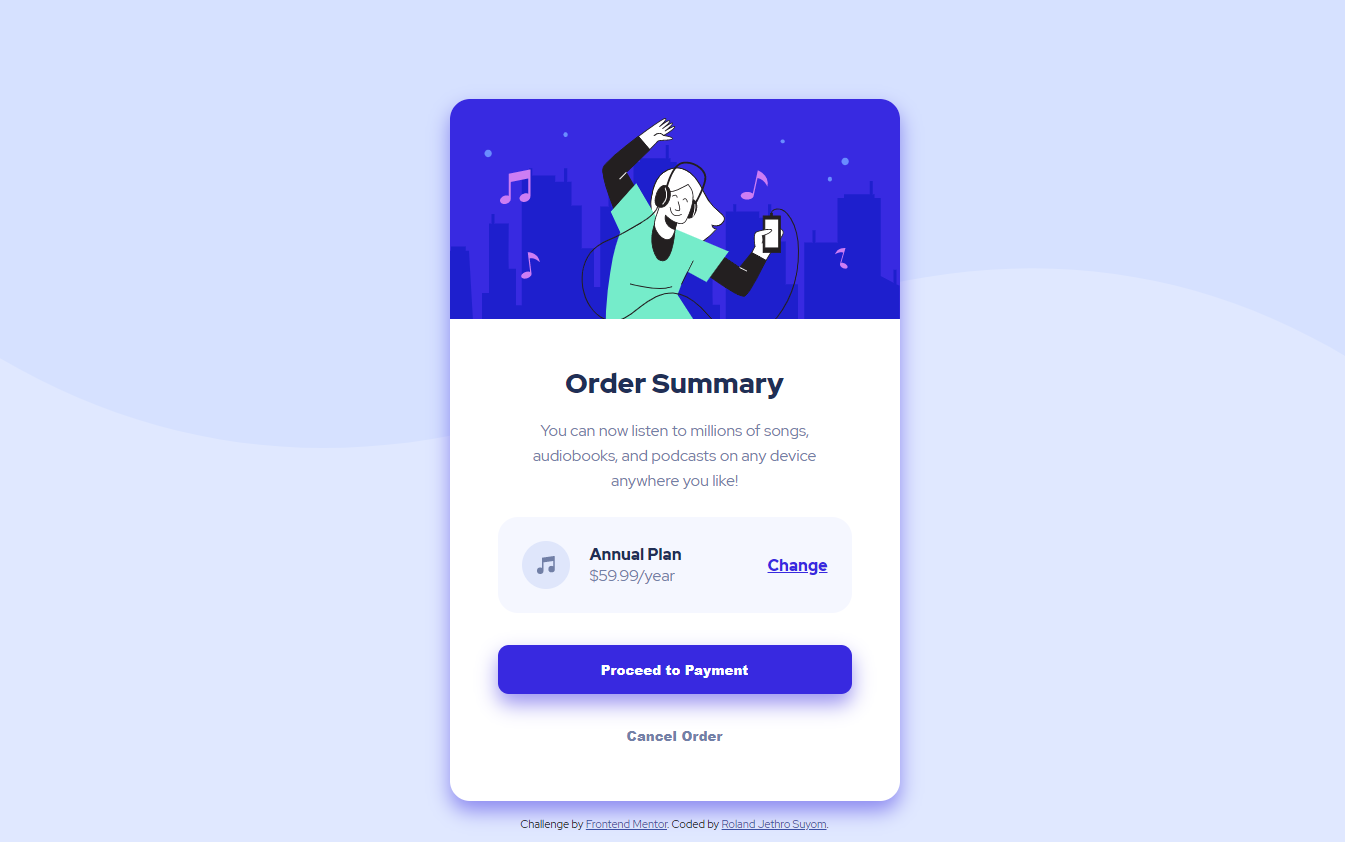 Order Summary
You can now listen to millions of songs,
audiobooks, and podcasts on any device
anywhere you like!
Annual Plan
$59.99/year
Change
Proceed to Payment
Cancel Order
Challenge by Frontend Mentor. Coded by Roland Jethro Suyom.